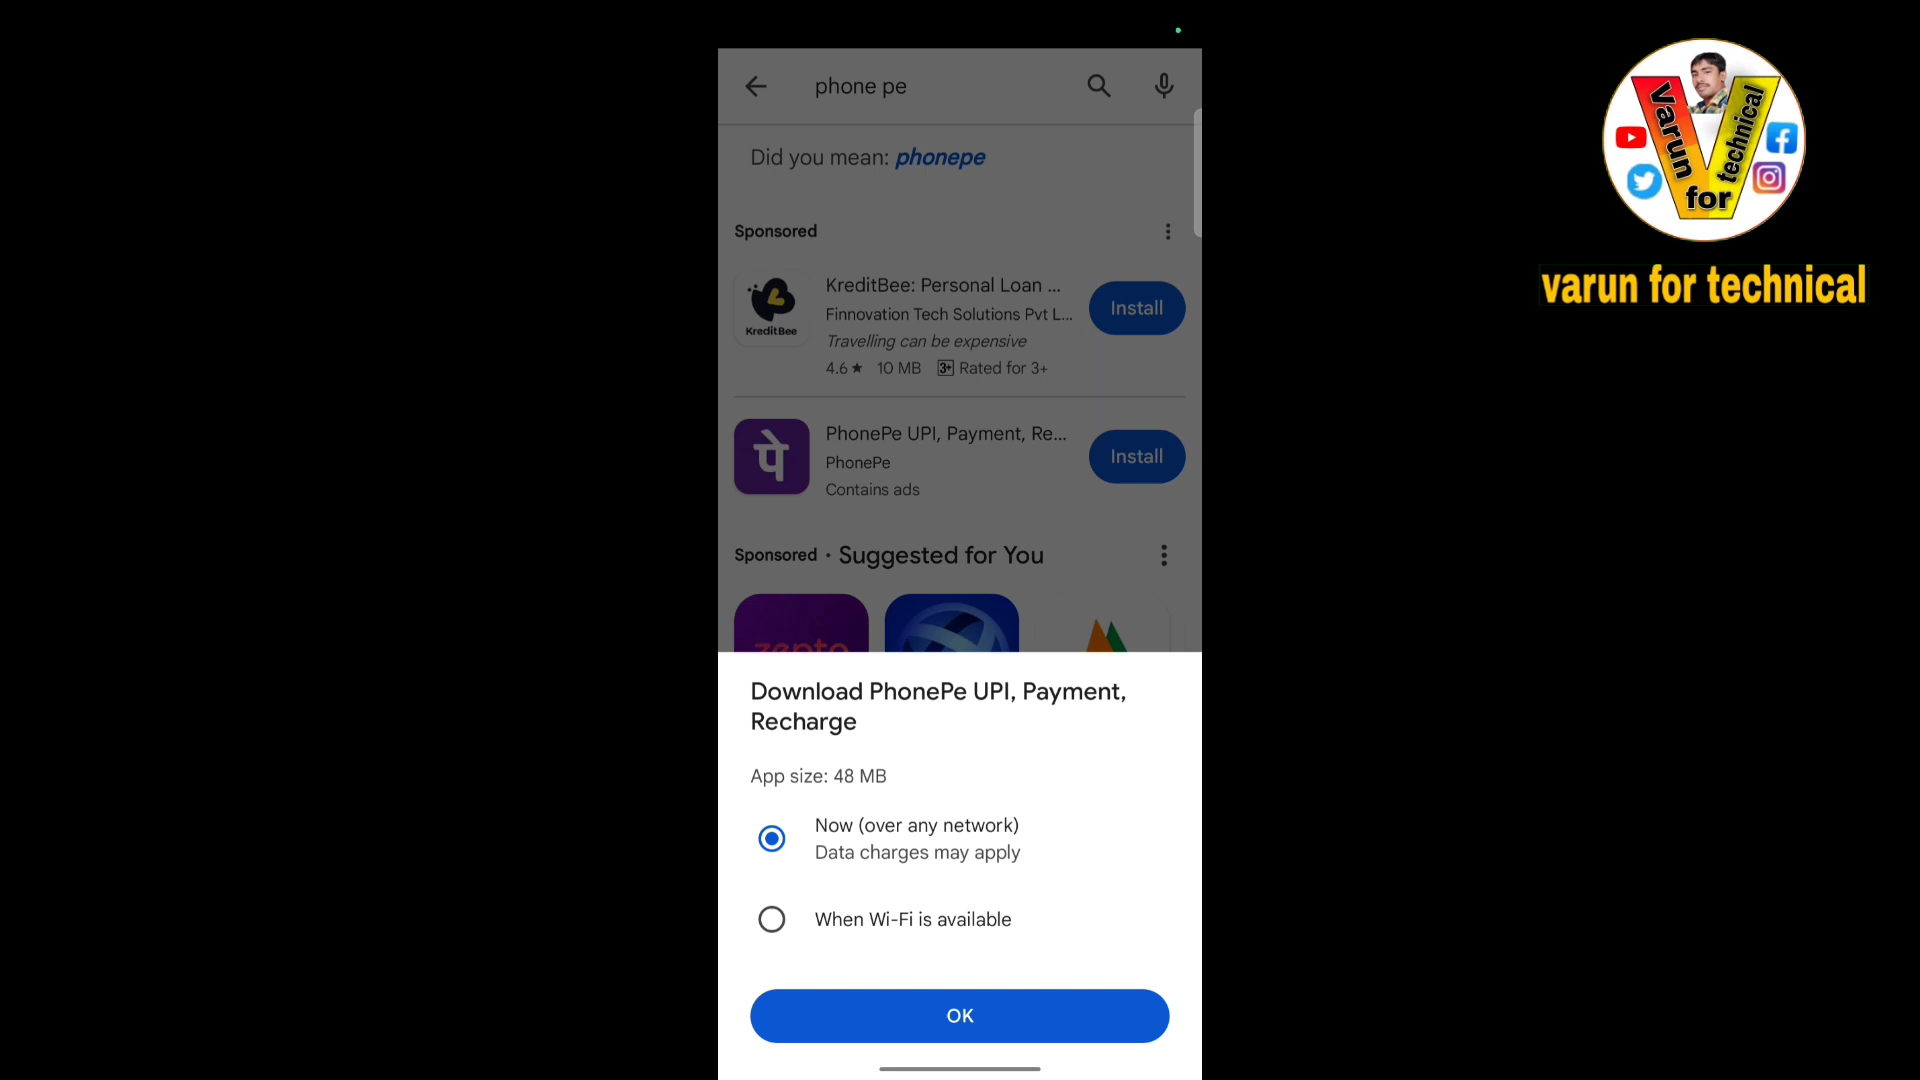 phone pe
Did you mean: phonepe
Sponsored
KreditBee
KreditBee: Personal Loan ...
Finnovation Tech Solutions Pvt L...
Travelling can be expensive
4.6★ 10 MB 3+ Rated for 3+
Install
पे
PhonePe UPI, Payment, Re...
PhonePe
Contains ads
Install
Sponsored · Suggested for You
zepto
Download PhonePe UPI, Payment,
Recharge
App size: 48 MB
Now (over any network)
Data charges may apply
When Wi-Fi is available
OK
Varun
for
technical
varun for technical